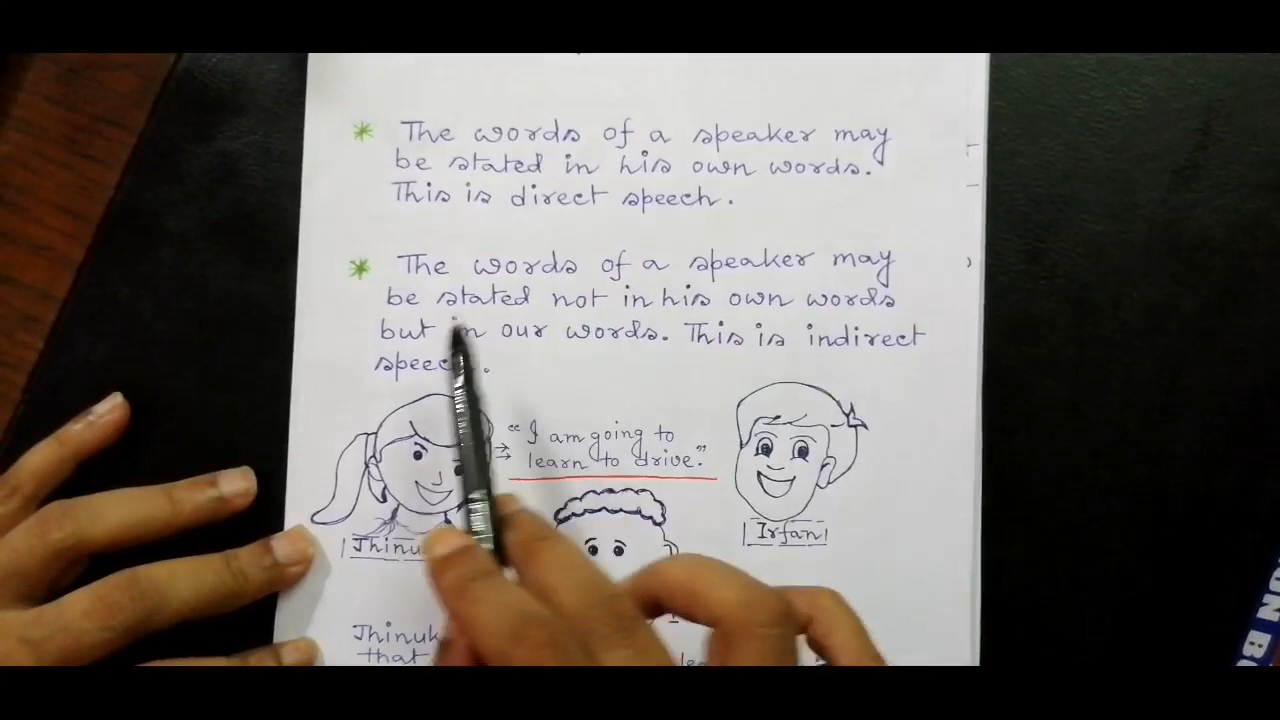 The words of a speaker may
be stated in his own words.
This is direct speech.
The words of a speaker may
be stated not in his own words
but in our words. This is indirect
speech.
"I am going to
learn to drive."
Irfan
Jhinuk
that